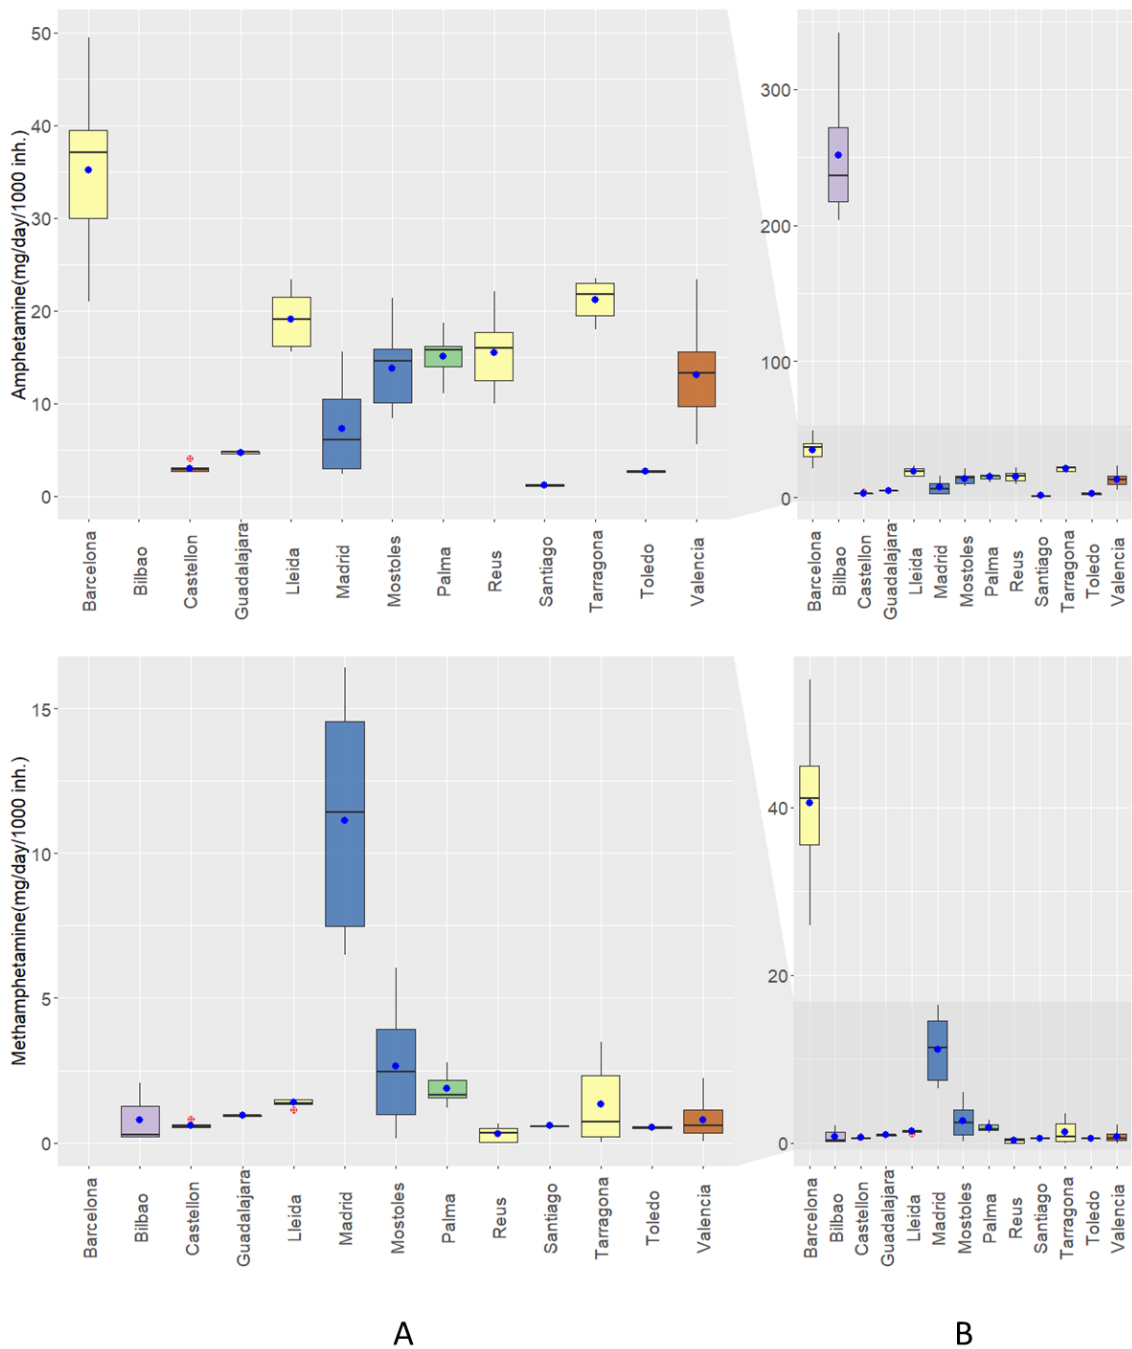 Amphetamine(mg/day/1000 inh.)
50
40
30
20
10
0
Barcelona
Bilbao
Castellon
Guadalajara
Lleida
Madrid
Mostoles
Palma
Reus
Santiago
Tarragona
Toledo
Valencia
300
200
100
0
Barcelona
Bilbao
Castellon
Guadalajara
Lleida
Madrid
Mostoles
Palma
Reus
Santiago
Tarragona
Toledo
Valencia
Methamphetamine(mg/day/1000 inh.)
15
10
5
0
Barcelona
Bilbao
Castellon
Guadalajara
Lleida
Madrid
Mostoles
Palma
Reus
Santiago
Tarragona
Toledo
Valencia
40
20
0
Barcelona
Bilbao
Castellon
Guadalajara
Lleida
Madrid
Mostoles
Palma
Reus
Santiago
Tarragona
Toledo
Valencia
A
B